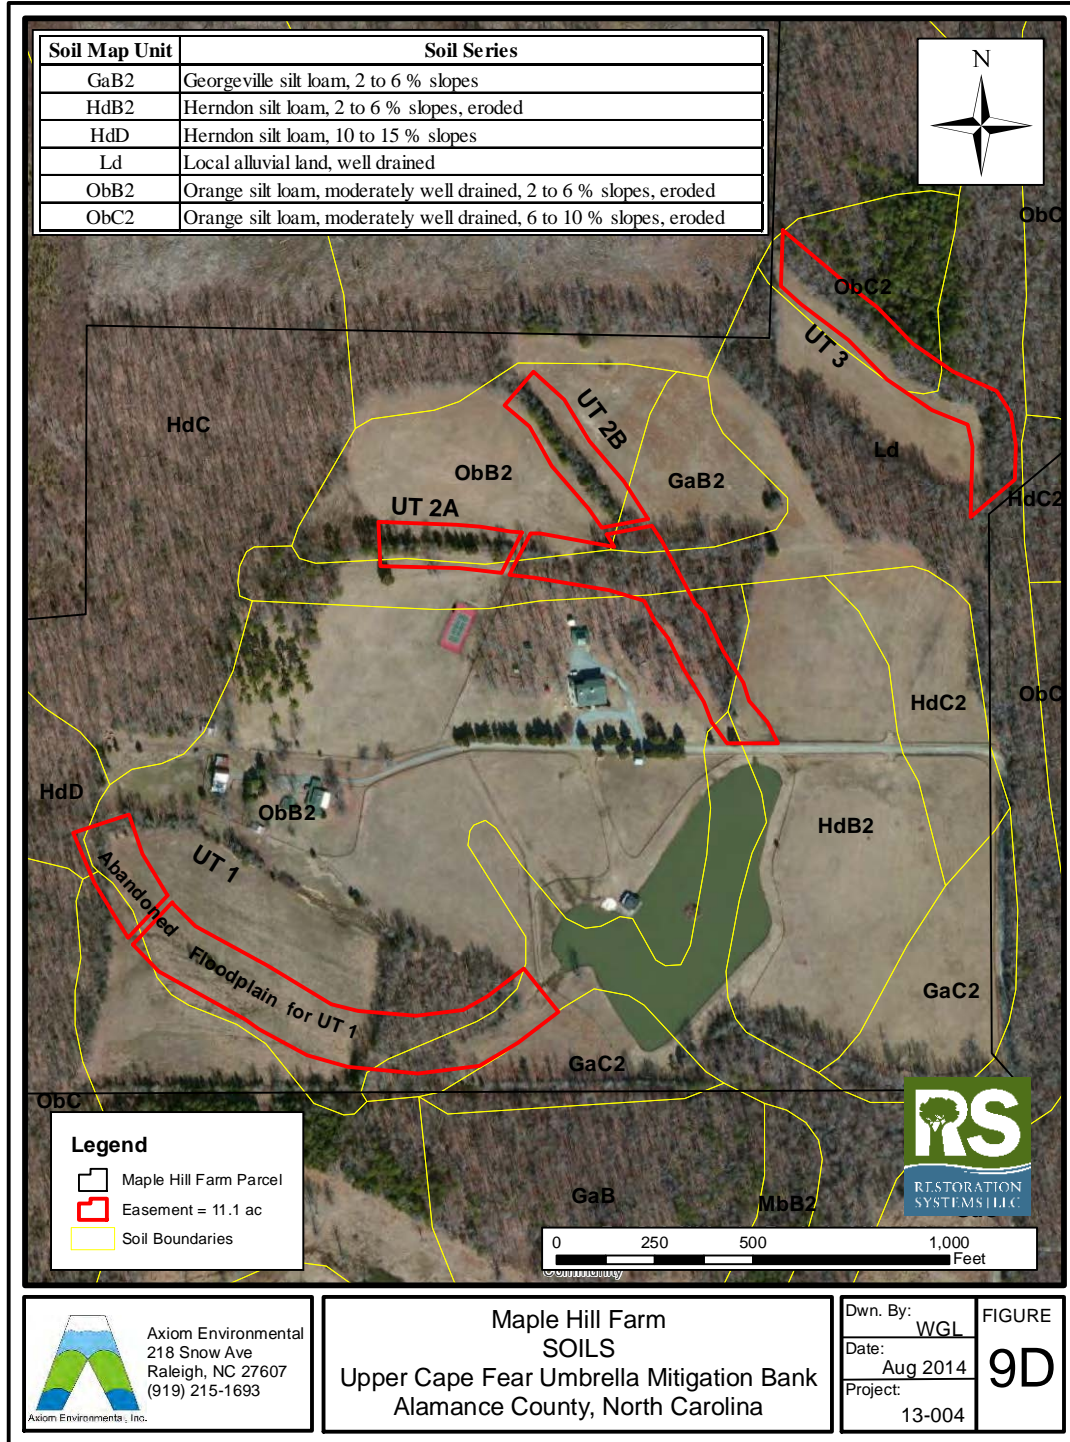 Soil Map Unit Soil Series
GaB2 Georgeville silt loam, 2 to 6 % slopes
HdB2 Herndon silt loam, 2 to 6 % slopes, eroded
HdD Herndon silt loam, 10 to 15 % slopes
Ld Local alluvial land, well drained
ObB2 Orange silt loam, moderately well drained, 2 to 6 % slopes, eroded
ObC2 Orange silt loam, moderately well drained, 6 to 10 % slopes, eroded
N
ObC
ObC2
UT 3
HdC
UT 2B
Ld
ObB2
GaB2
HdC2
UT 2A
ObC
HdC2
HdD
ObB2
HdB2
UT 1
Abandoned Floodplain for UT 1
GaC2
GaC2
ObC
GaB
MbB2
RS
RESTORATION
SYSTEMS | LLC
Legend
Maple Hill Farm Parcel
Easement = 11.1 ac
Soil Boundaries
0 250 500 1,000
Feet
Community
Axiom Environmental
218 Snow Ave
Raleigh, NC 27607
(919) 215-1693
Axiom Environmental, Inc.
Maple Hill Farm
SOILS
Upper Cape Fear Umbrella Mitigation Bank
Alamance County, North Carolina
Dwn. By:
WGL
Date:
Aug 2014
Project:
13-004
FIGURE
9D